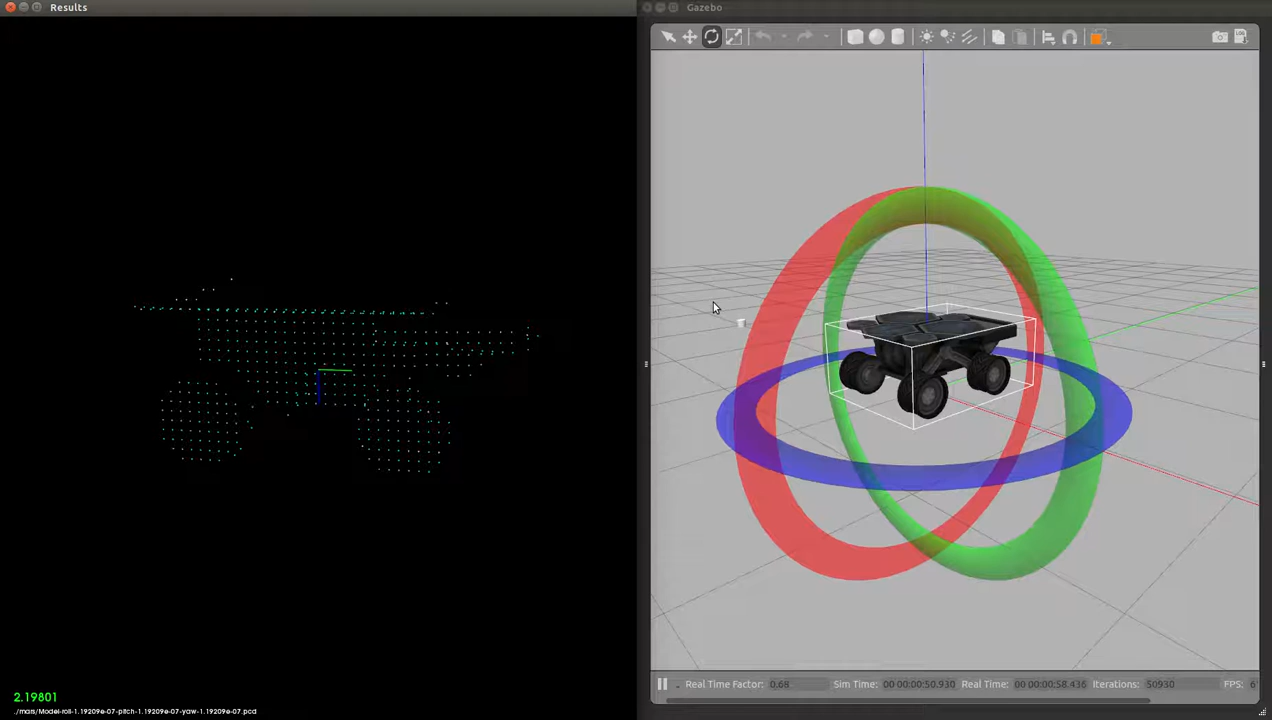 Results
2.19801
./mars/Model-roll-1.19209e-07-pitch-1.19209e-07-yaw-1.19209e-07.pcd
Gazebo
LOG
Real Time Factor: 0.68 Sim Time: 00 00:00:50.930 Real Time: 00 00:00:58.436 Iterations: 50930 FPS: